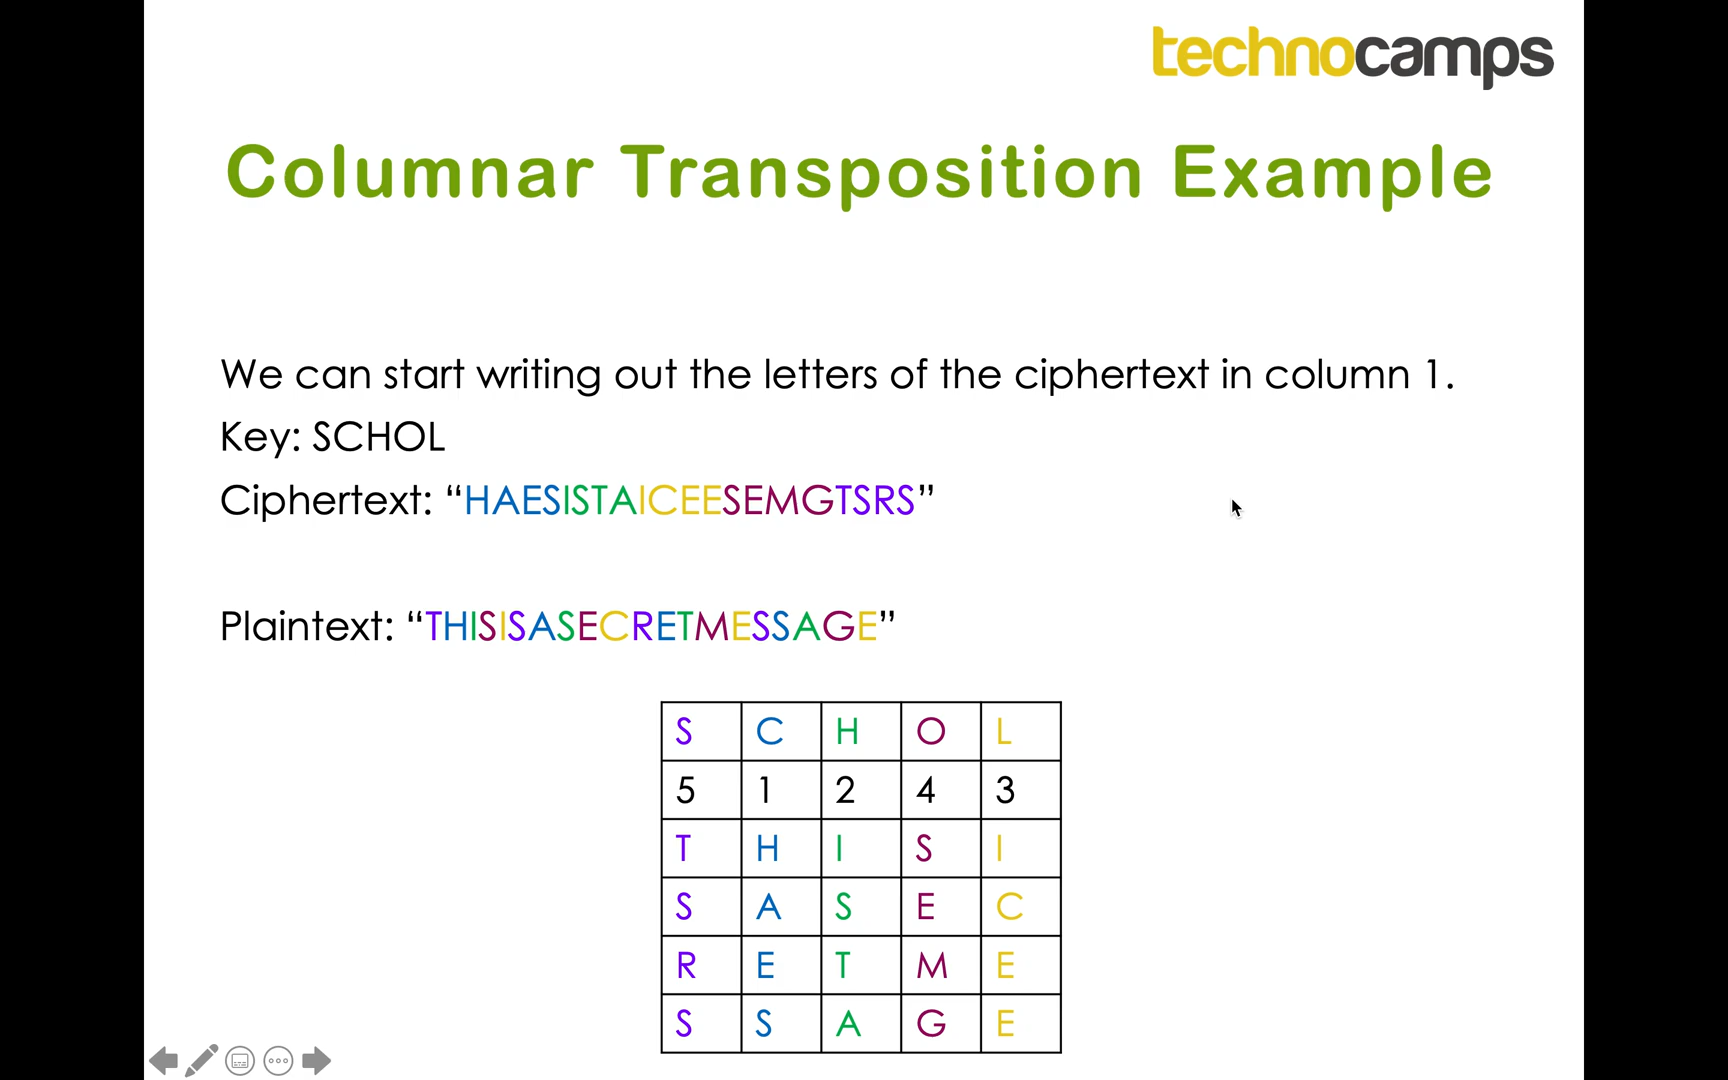 technocamps
Columnar Transposition Example
We can start writing out the letters of the ciphertext in column 1.
Key: SCHOL
Ciphertext: “HAESISTAICEESEMGTSRS”
Plaintext: “THISISASECRETMESSAGE”
S C H O L
5 1 2 4 3
T H I S I
S A S E C
R E T M E
S S A G E